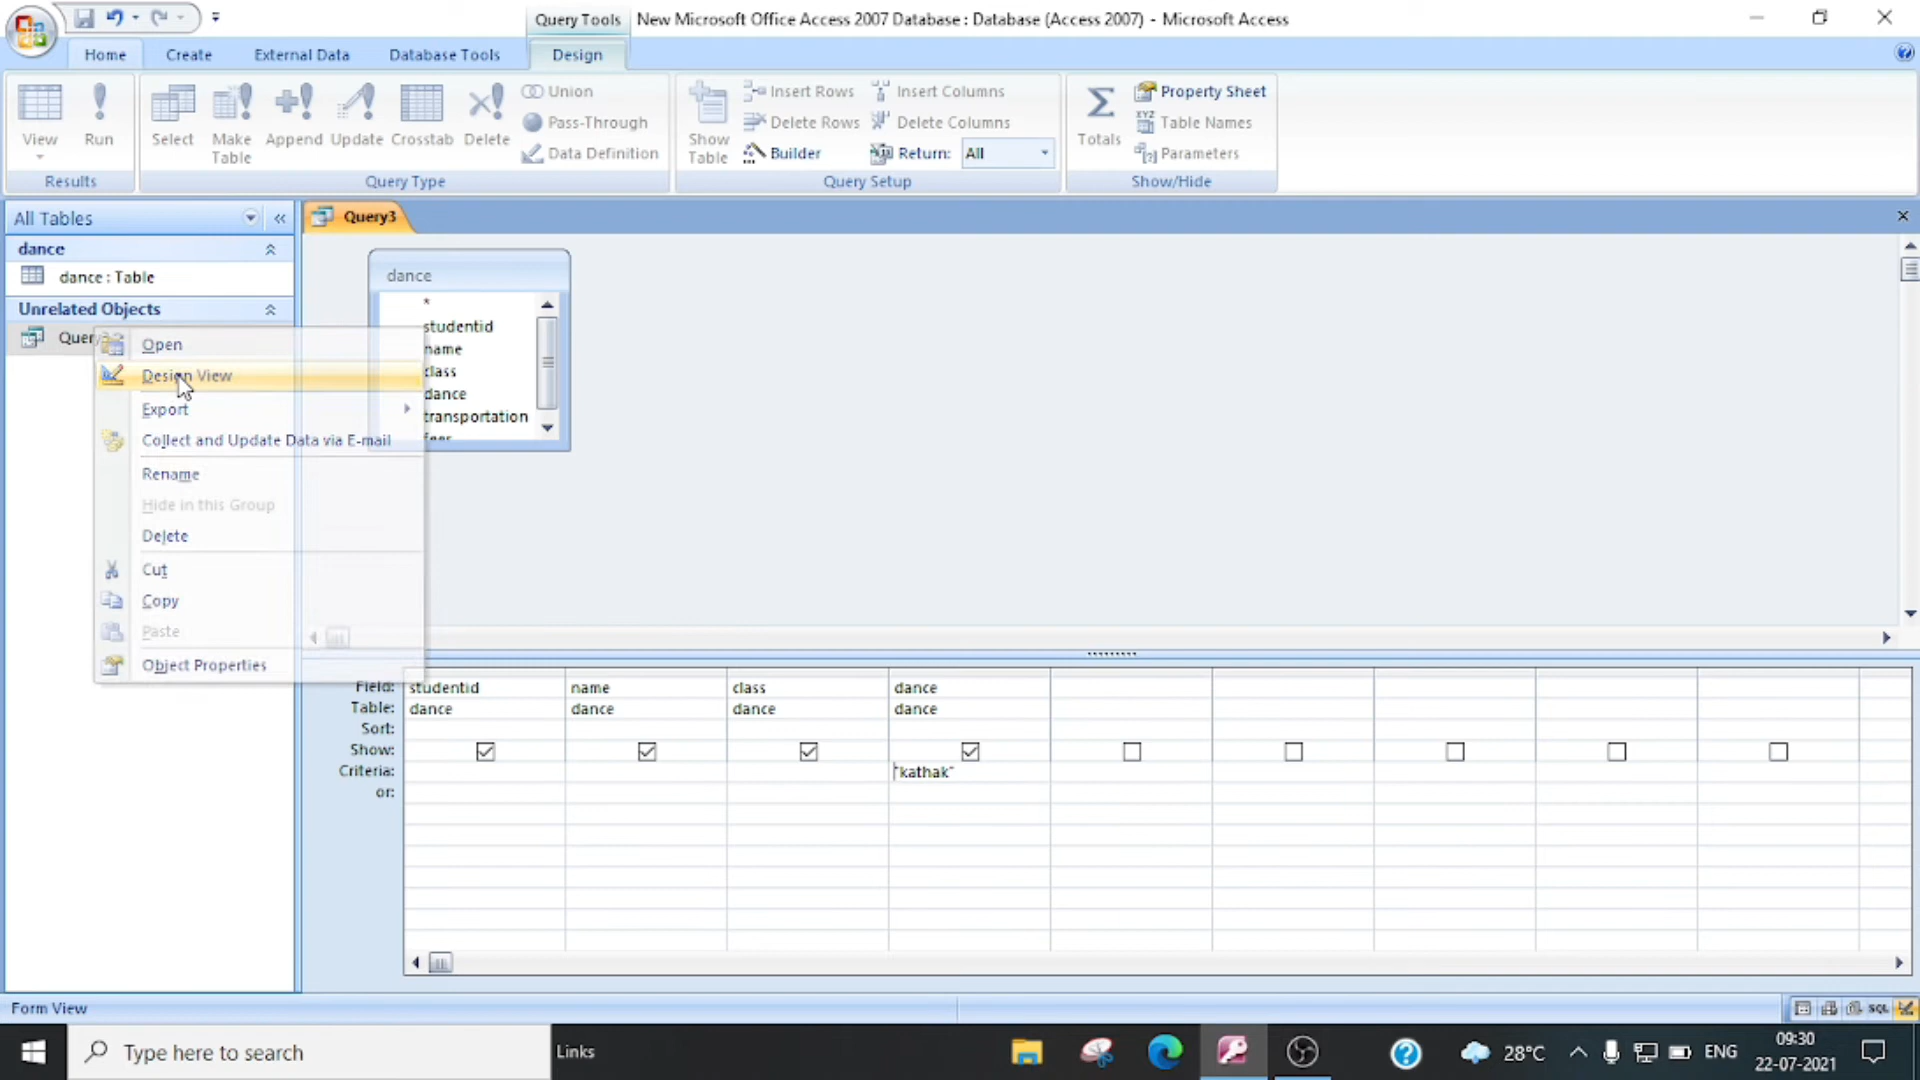 Query Tools New Microsoft Office Access 2007 Database : Database (Access 2007) - Microsoft Access
Home Create External Data Database Tools Design
View Run Select Make Table Append Update Crosstab Delete
Union
Pass-Through
Data Definition
Show Table
Insert Rows
Delete Rows
Builder
Insert Columns
Delete Columns
Return: All
Totals
Property Sheet
Table Names
Parameters
Results Query Type Query Setup Show/Hide
All Tables
dance
dance : Table
Unrelated Objects
Query3
dance
*
studentid
name
class
dance
transportation
Open
Design View
Export
Collect and Update Data via E-mail
Rename
Hide in this Group
Delete
Cut
Copy
Paste
Object Properties
Field: studentid name class dance
Table: dance dance dance dance
Sort:
Show:
Criteria: "kathak"
or:
Form View SQL
Type here to search Links 28°C ENG 09:30
22-07-2021